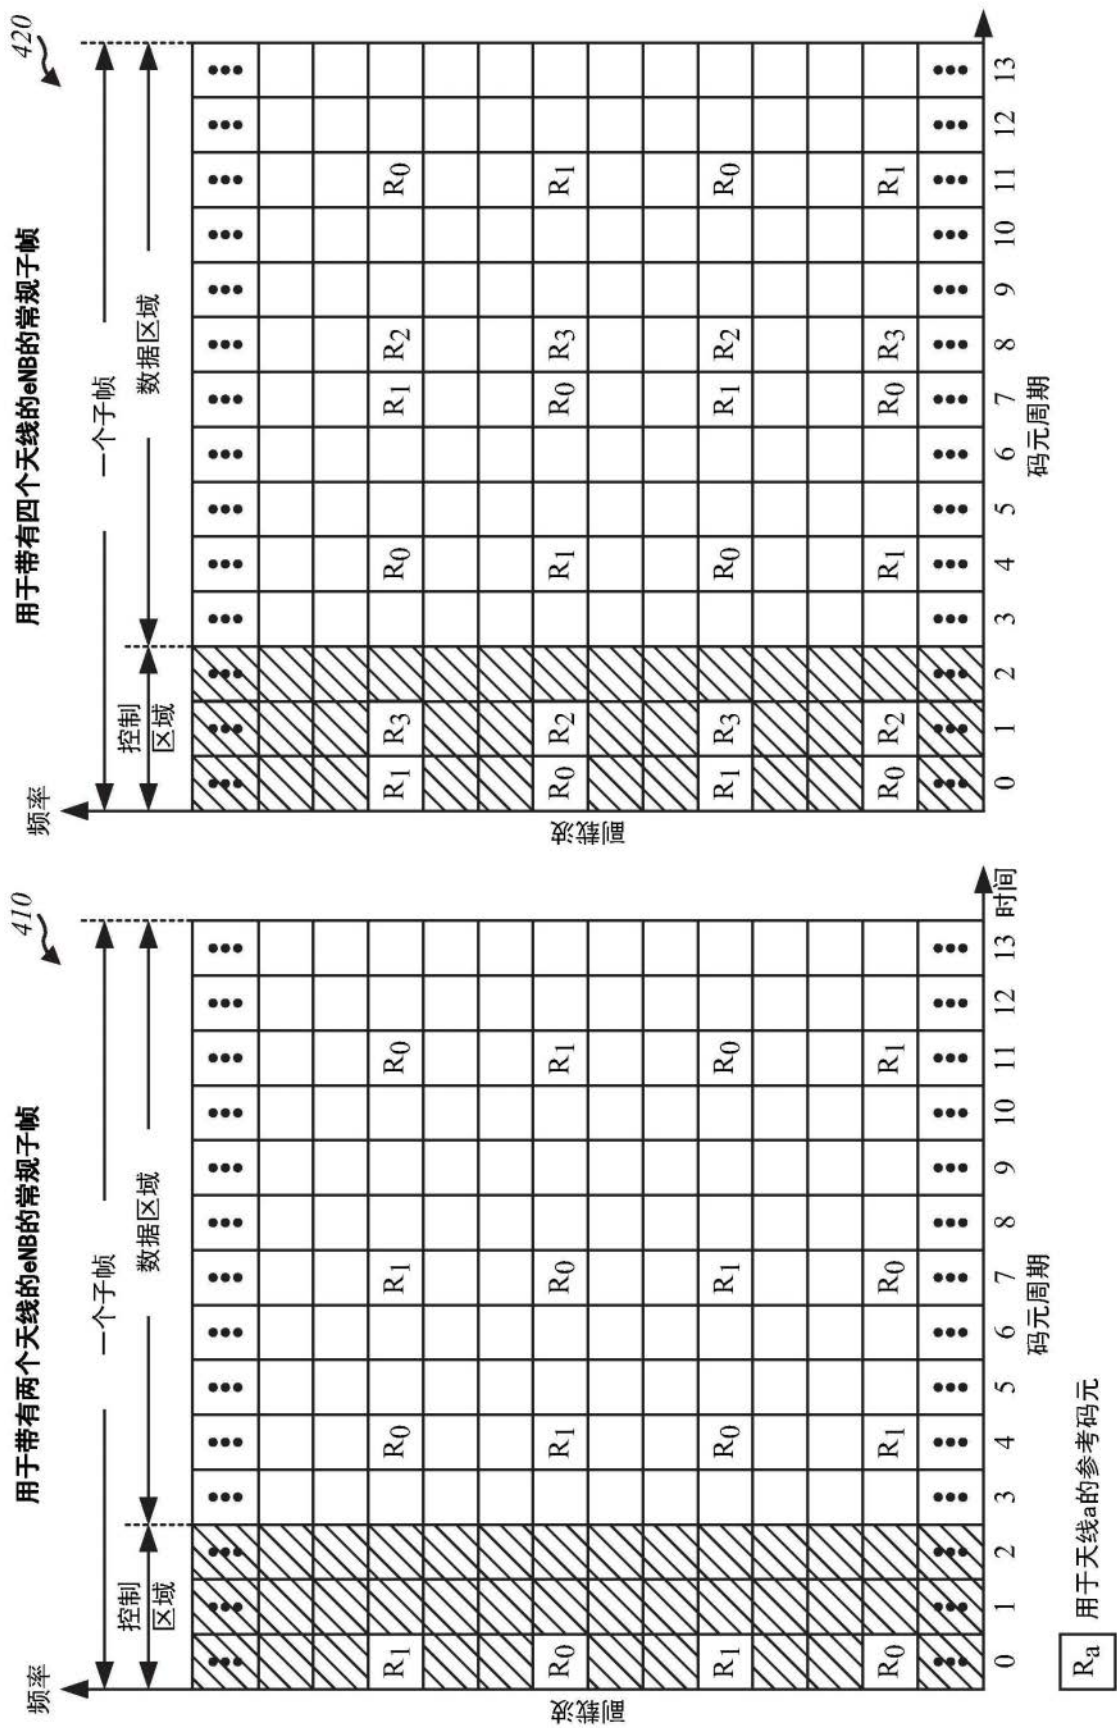 用于带有两个天线的eNB的常规子帧
410
频率
一个子帧
控制
区域
数据区域
副载波
R1 R0 R1 R0
R0 R1 R0 R1
R1 R0 R1 R0
R0 R1 R0 R1
0 1 2 3 4 5 6 7 8 9 10 11 12 13
时间
码元周期
用于带有四个天线的eNB的常规子帧
420
频率
一个子帧
控制
区域
数据区域
副载波
R1 R3 R0 R1 R2 R0
R0 R2 R1 R0 R3 R1
R1 R3 R0 R1 R2 R0
R0 R2 R1 R0 R3 R1
0 1 2 3 4 5 6 7 8 9 10 11 12 13
码元周期
Ra 用于天线a的参考码元